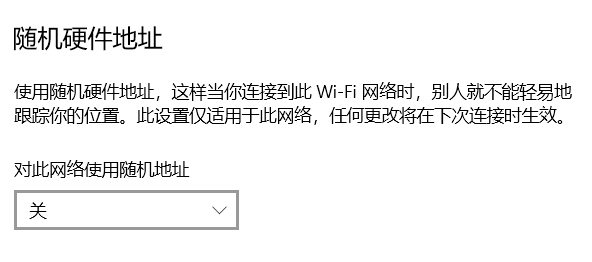 随机硬件地址
使用随机硬件地址，这样当你连接到此 Wi-Fi 网络时，别人就不能轻易地
跟踪你的位置。此设置仅适用于此网络，任何更改将在下次连接时生效。
对此网络使用随机地址
关